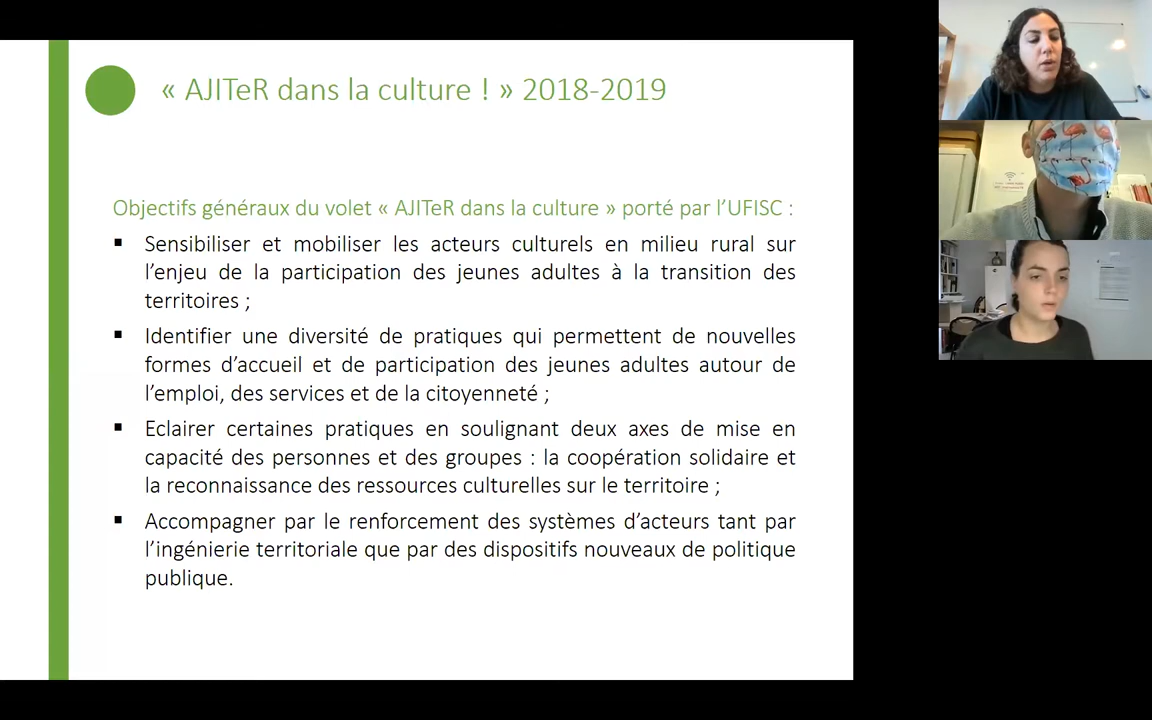 « AJITeR dans la culture ! » 2018-2019
Objectifs généraux du volet « AJITeR dans la culture » porté par l’UFISC :
▪ Sensibiliser et mobiliser les acteurs culturels en milieu rural sur
l’enjeu de la participation des jeunes adultes à la transition des
territoires ;
▪ Identifier une diversité de pratiques qui permettent de nouvelles
formes d’accueil et de participation des jeunes adultes autour de
l’emploi, des services et de la citoyenneté ;
▪ Eclairer certaines pratiques en soulignant deux axes de mise en
capacité des personnes et des groupes : la coopération solidaire et
la reconnaissance des ressources culturelles sur le territoire ;
▪ Accompagner par le renforcement des systèmes d’acteurs tant par
l’ingénierie territoriale que par des dispositifs nouveaux de politique
publique.